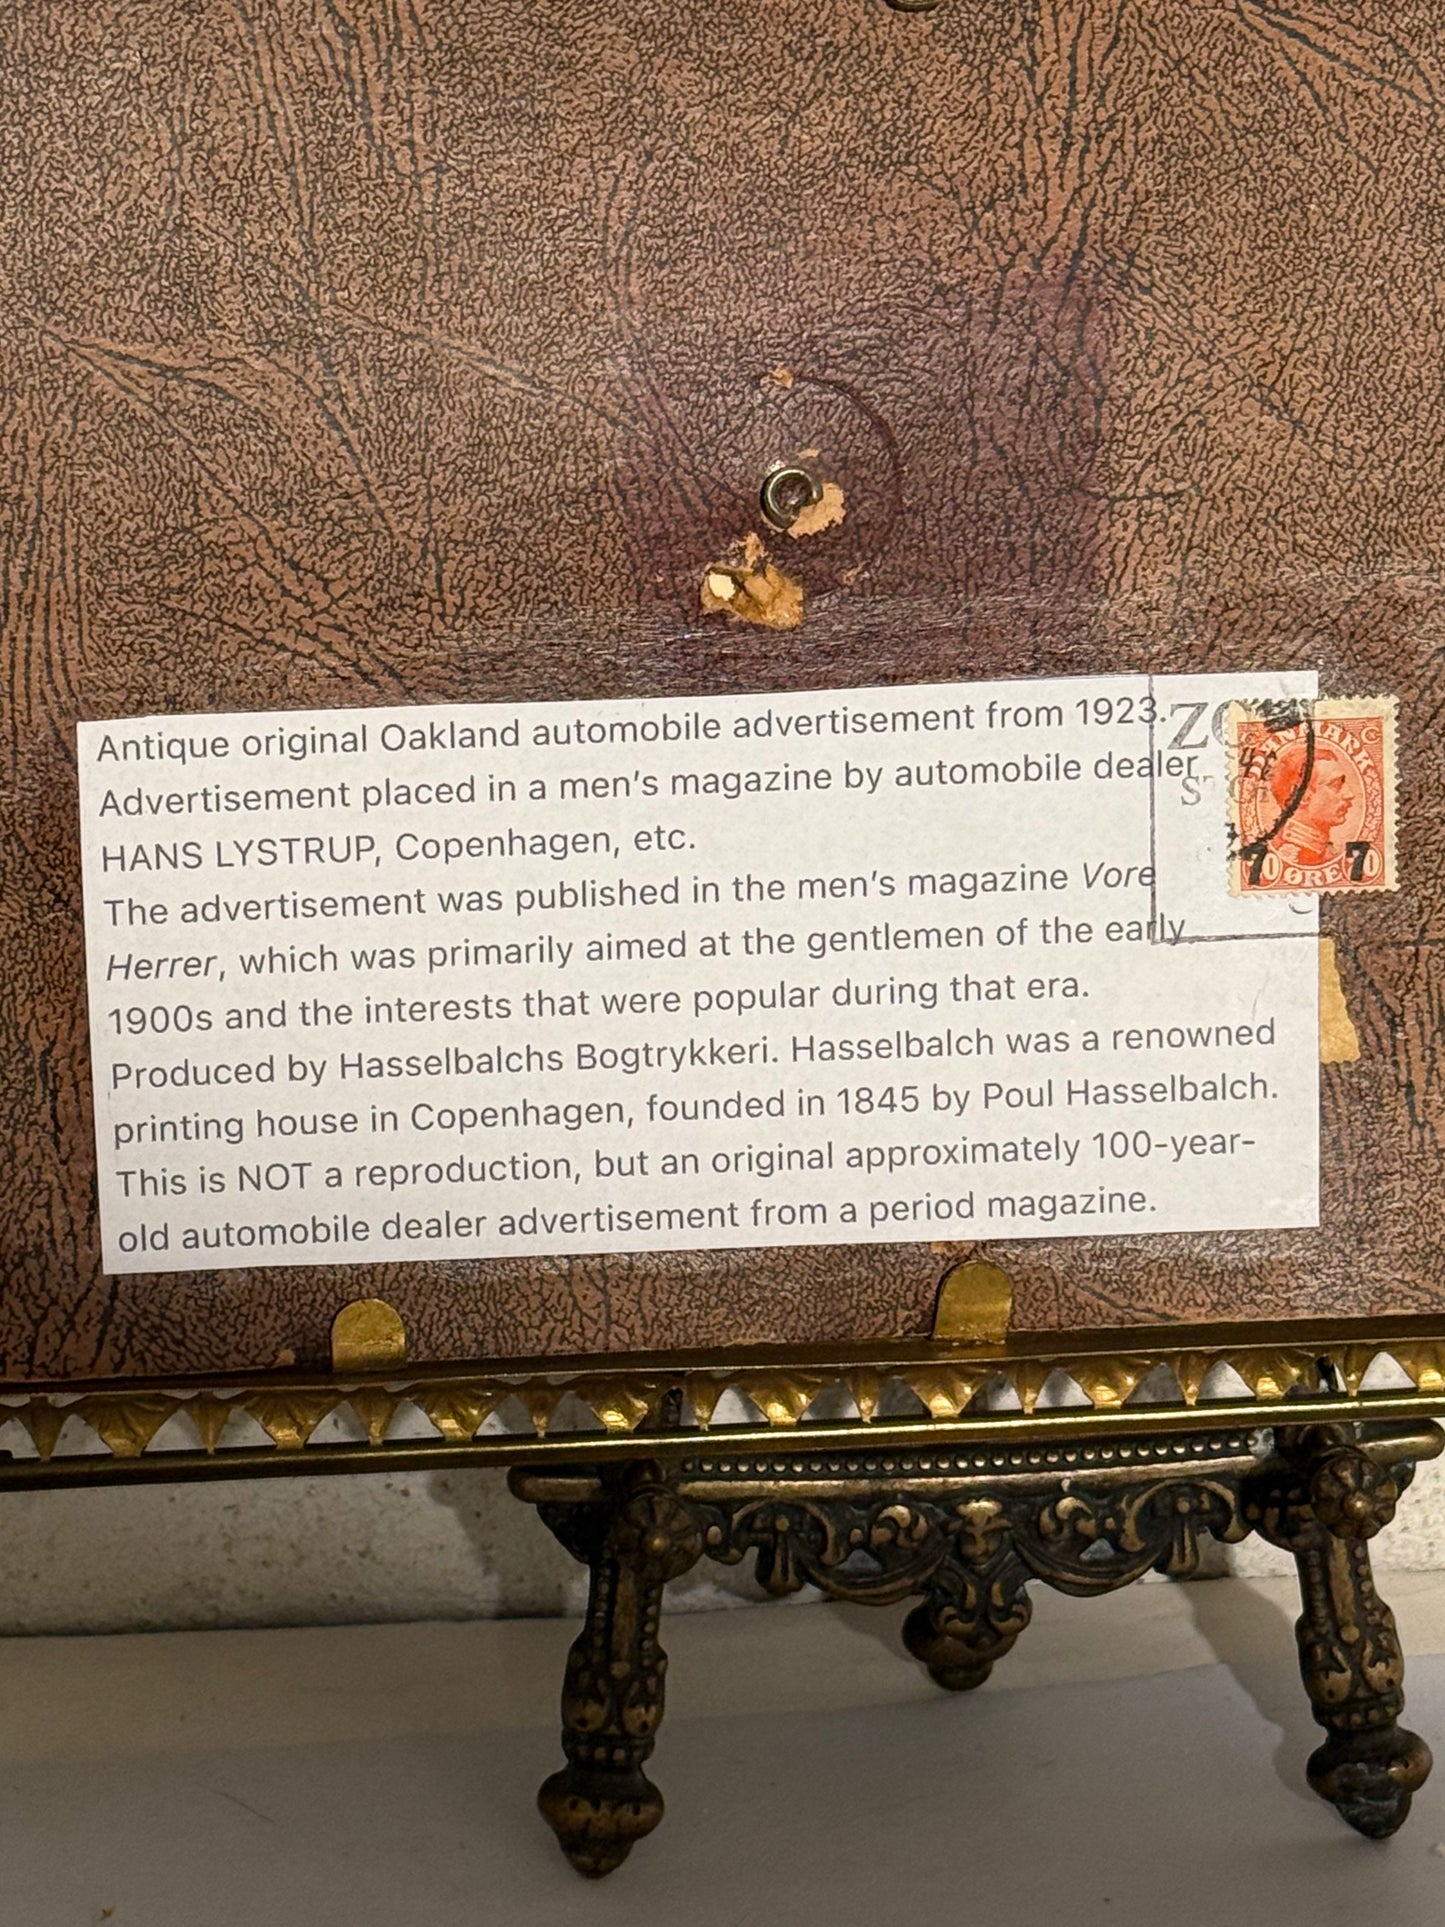 Antique original Oakland automobile advertisement from 1923.
Advertisement placed in a men's magazine by automobile dealer
HANS LYSTRUP, Copenhagen, etc.
The advertisement was published in the men's magazine Vore
Herrer, which was primarily aimed at the gentlemen of the early
1900s and the interests that were popular during that era.
Produced by Hasselbalchs Bogtrykkeri. Hasselbalch was a renowned
printing house in Copenhagen, founded in 1845 by Poul Hasselbalch.
This is NOT a reproduction, but an original approximately 100-year-
old automobile dealer advertisement from a period magazine.
DANMARK
7 ØRE 7